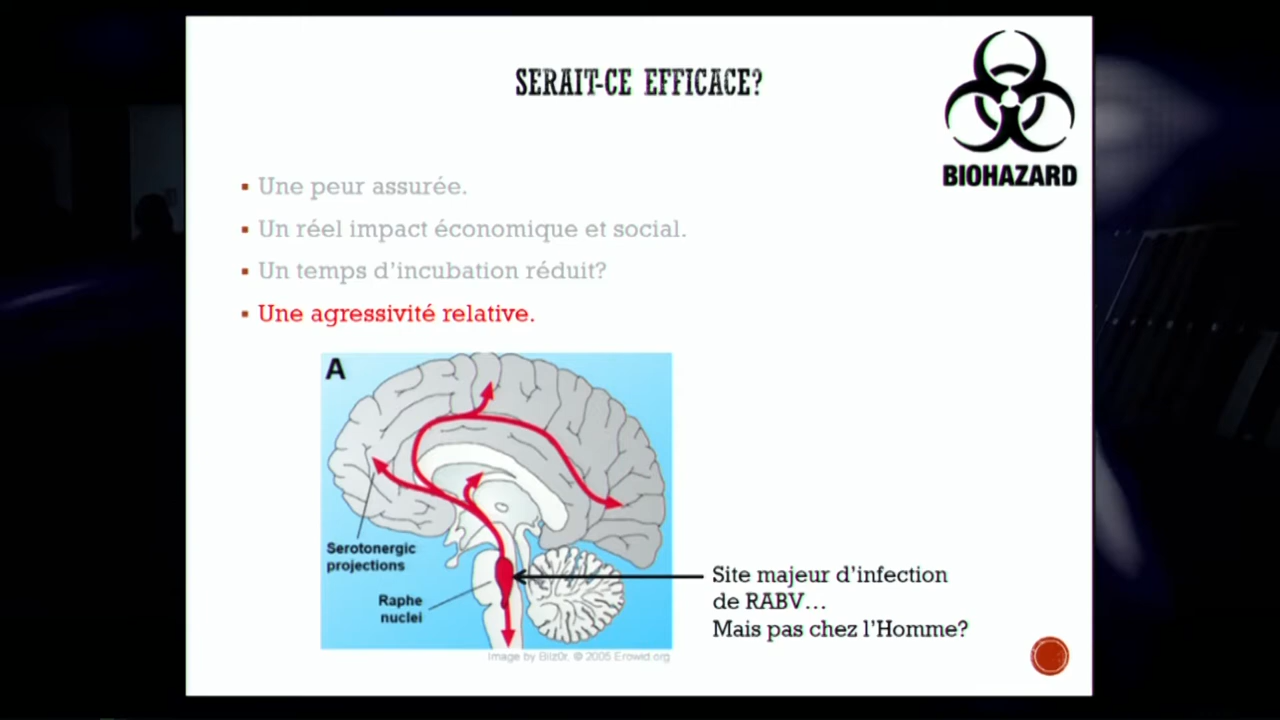 SERAIT-CE EFFICACE?
BIOHAZARD
Une peur assurée.
Un réel impact économique et social.
Un temps d'incubation réduit?
Une agressivité relative.
A
Serotonergic
projections
Raphe
nuclei
Site majeur d'infection
de RABV...
Mais pas chez l'Homme?
Image by Bilz0r, © 2005 Erowid.org